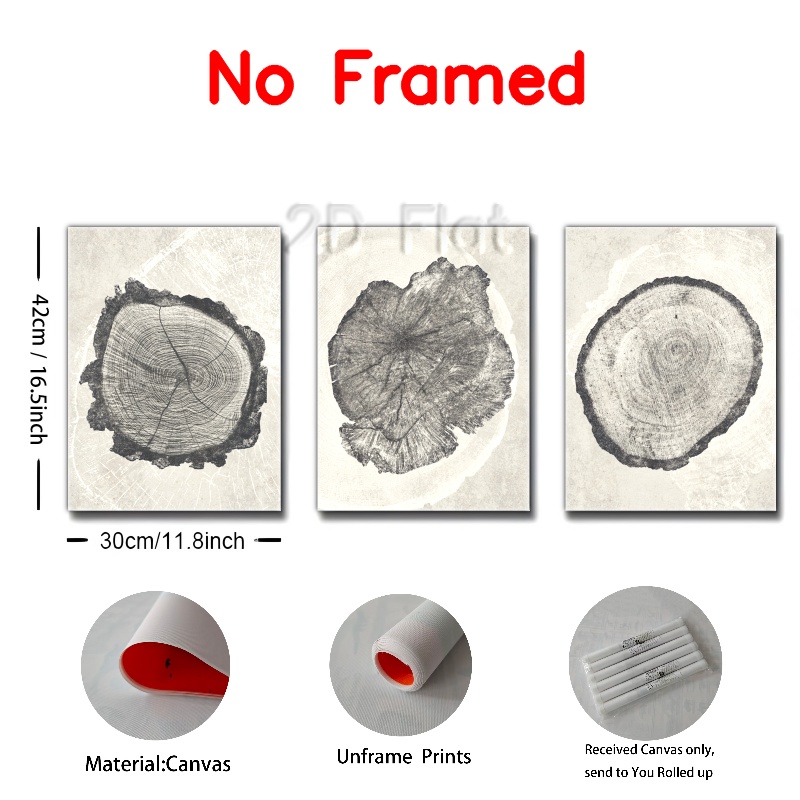 No Framed
2D Flat
42cm / 16.5inch
30cm/11.8inch
Material:Canvas
Unframe Prints
Received Canvas only,
send to You Rolled up